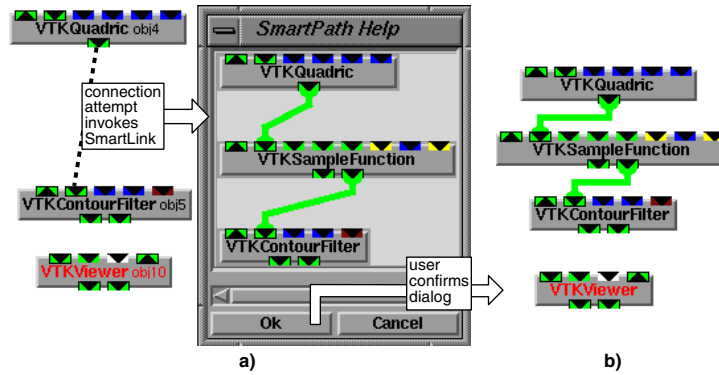 VTKQuadric obj4
connection
attempt
invokes
SmartLink
VTKContourFilter obj5
VTKViewer obj10
SmartPath Help
VTKQuadric
VTKSampleFunction
VTKContourFilter
Ok
Cancel
user
confirms
dialog
VTKQuadric
VTKSampleFunction
VTKContourFilter
VTKViewer
a)
b)